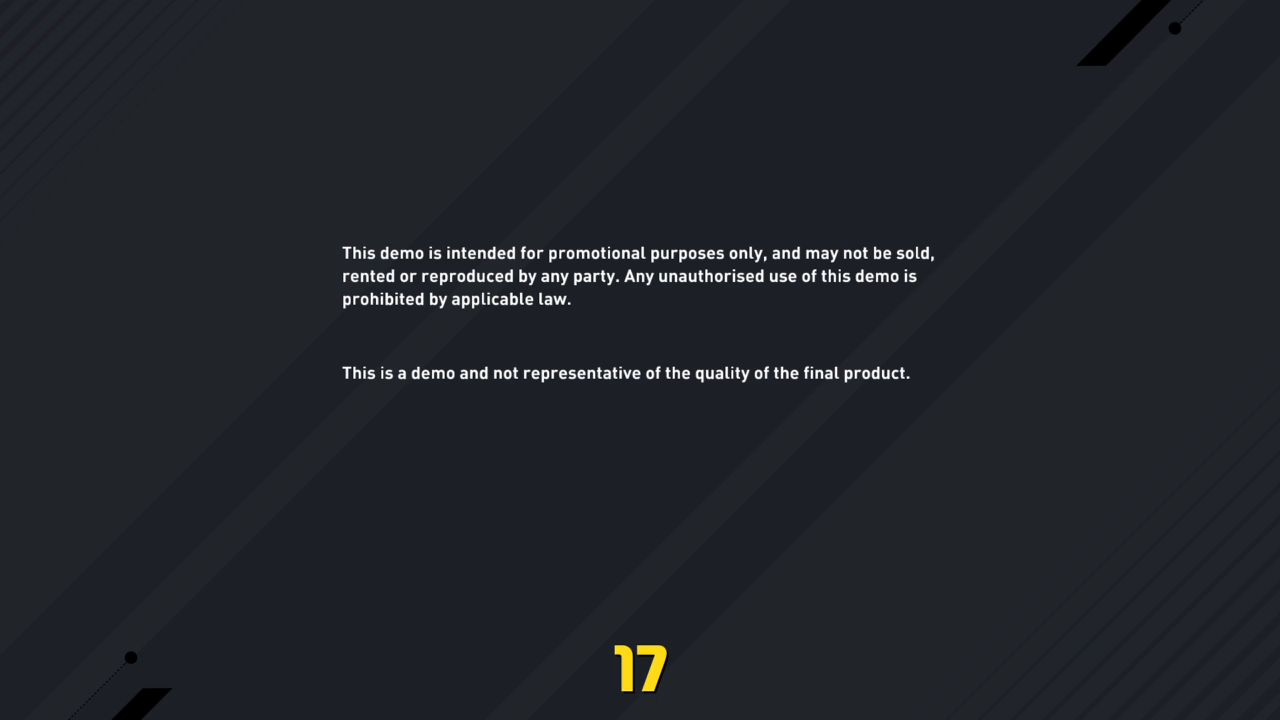 This demo is intended for promotional purposes only, and may not be sold,
rented or reproduced by any party. Any unauthorised use of this demo is
prohibited by applicable law.
This is a demo and not representative of the quality of the final product.
17